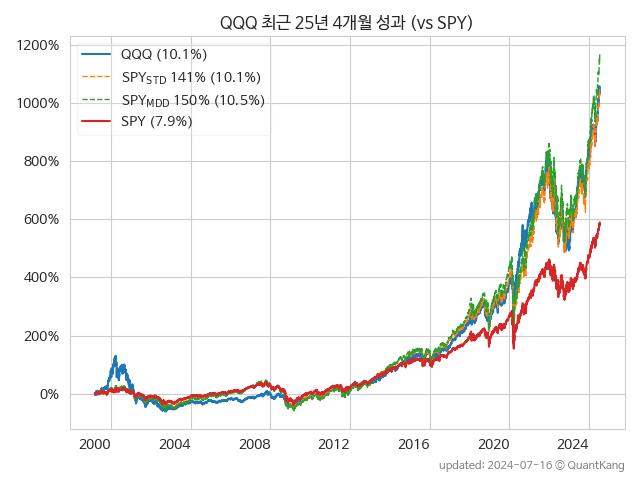 QQQ 최근 25년 4개월 성과 (vs SPY)
1200%
1000%
800%
600%
400%
200%
0%
QQQ (10.1%)
SPY_STD 141% (10.1%)
SPY_MDD 150% (10.5%)
SPY (7.9%)
2000 2004 2008 2012 2016 2020 2024
updated: 2024-07-16 © QuantKang